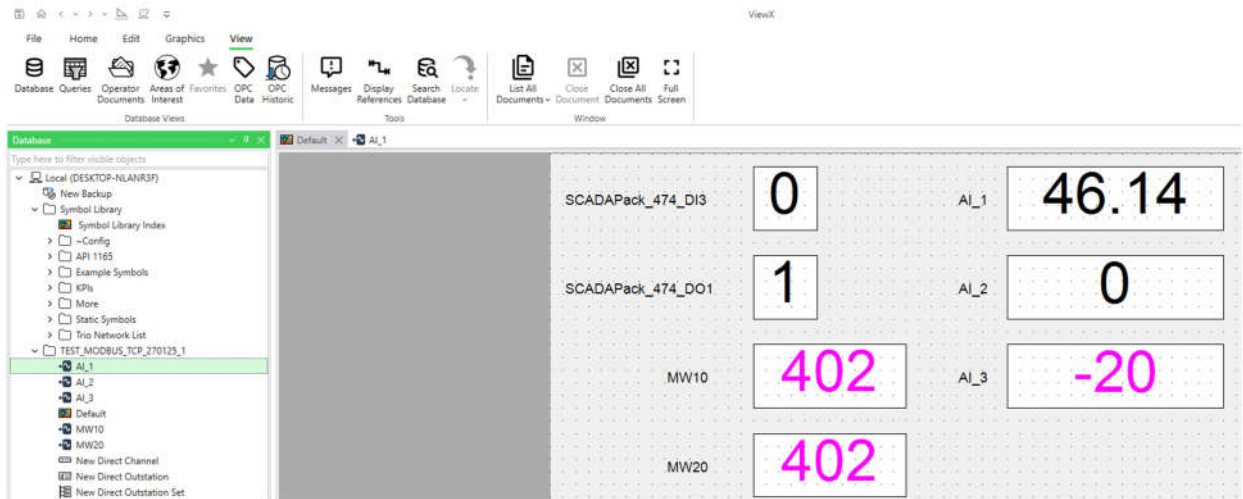 ViewX
File Home Edit Graphics View
Database Queries Operator Documents Areas of Interest Favorites OPC Data OPC Historic
Database Views
Messages Display References Search Database Locate
Tools
List All Documents Close Document Close All Documents Full Screen
Window
Database
Type here to filter visible objects
Local (DESKTOP-NLANR3F)
New Backup
Symbol Library
Symbol Library Index
~Config
API 1165
Example Symbols
KPIs
More
Static Symbols
Trio Network List
TEST_MODBUS_TCP_270125_1
AI_1
AI_2
AI_3
Default
MW10
MW20
New Direct Channel
New Direct Outstation
New Direct Outstation Set
Default AI_1
SCADAPack_474_DI3 0 AI_1 46.14
SCADAPack_474_DO1 1 AI_2 0
MW10 402 AI_3 -20
MW20 402